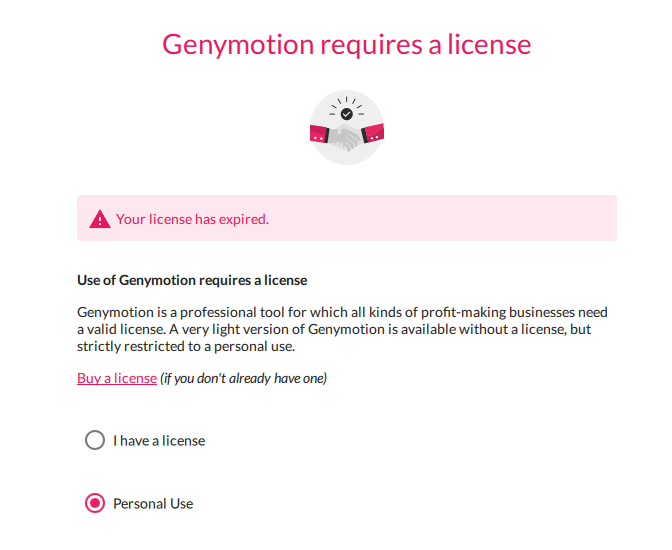 Genymotion requires a license
Your license has expired.
Use of Genymotion requires a license
Genymotion is a professional tool for which all kinds of profit-making businesses need
a valid license. A very light version of Genymotion is available without a license, but
strictly restricted to a personal use.
Buy a license (if you don't already have one)
I have a license
Personal Use